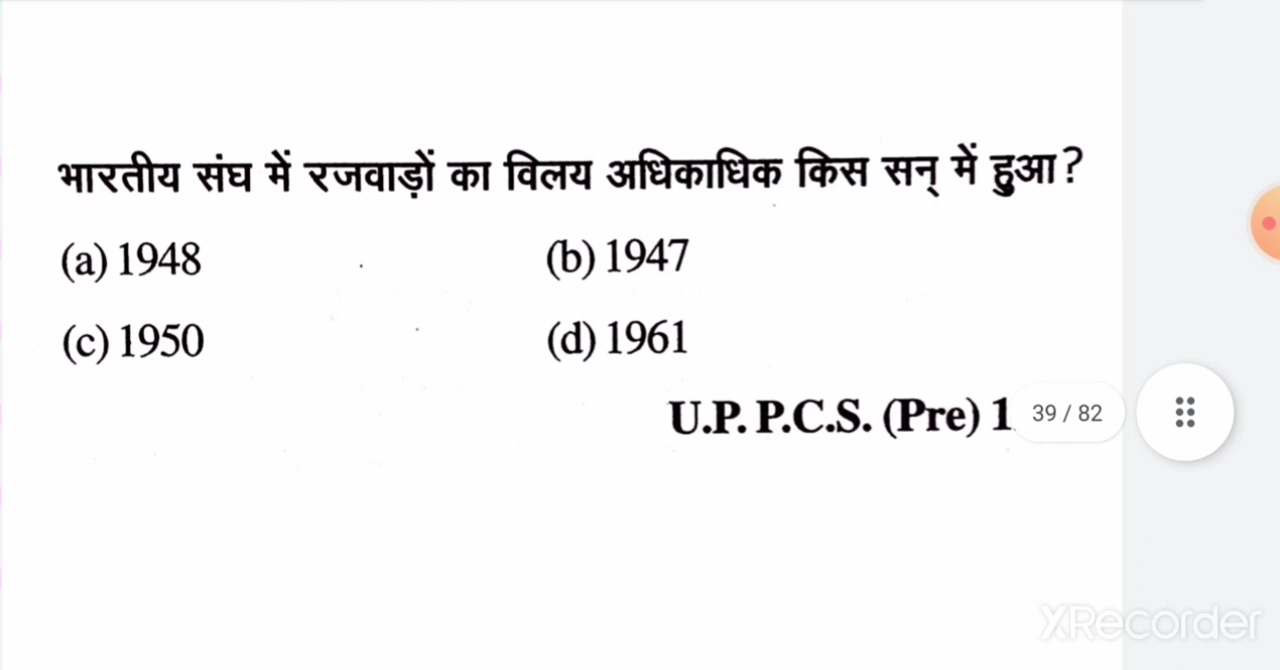 भारतीय संघ में रजवाड़ों का विलय अधिकाधिक किस सन् में हुआ?
(a) 1948 (b) 1947
(c) 1950 (d) 1961
U.P. P.C.S. (Pre) 1
39 / 82
XRecorder